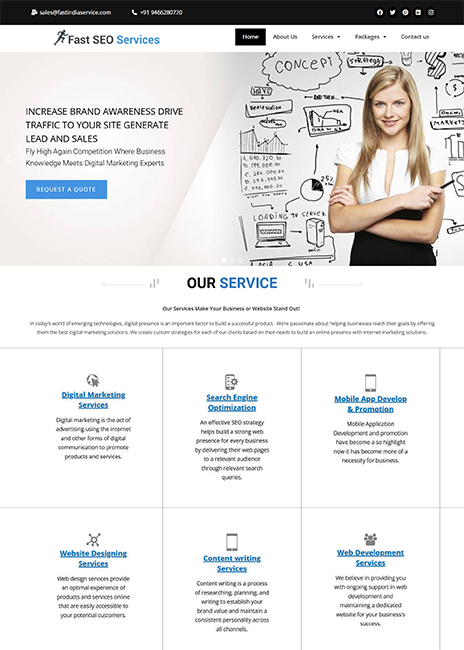 sales@fastindiaservice.com +91 9466280770
Fast SEO Services
Home About Us Services Packages Contact us
INCREASE BRAND AWARENESS DRIVE
TRAFFIC TO YOUR SITE GENERATE
LEAD AND SALES
Fly High Again Competition Where Business
Knowledge Meets Digital Marketing Experts
REQUEST A QUOTE
CONCEPT
STRATEGY
AND THEN...
25%
LOADING TO SERVER
OUR SERVICE
Our Services Make Your Business or Website Stand Out!
In today's world of emerging technologies, digital presence is an important factor to build a successful product. We're passionate about helping businesses reach their goals by offering
them the best digital marketing solutions. We create custom strategies for each of our clients based on their needs to build an online presence with internet marketing solutions.
Digital Marketing
Services
Digital marketing is the act of
advertising using the internet
and other forms of digital
communication to promote
products and services.
Search Engine
Optimization
An effective SEO strategy
helps build a strong web
presence for every business
by delivering their web pages
to a relevant audience
through relevant search
queries.
Mobile App Develop
& Promotion
Mobile Application
Development and promotion
have become a so highlight
now it has become more of a
necessity for business.
Website Designing
Services
Web design services provide
an optimal experience of
products and services online
that are easily accessible to
your potential customers.
Content writing
Services
Content writing is a process
of researching, planning, and
writing to establish your
brand value and maintain a
consistent personality across
all channels.
Web Development
Services
We believe in providing you
with ongoing support in web
development and
maintaining a dedicated
website for your business's
success.